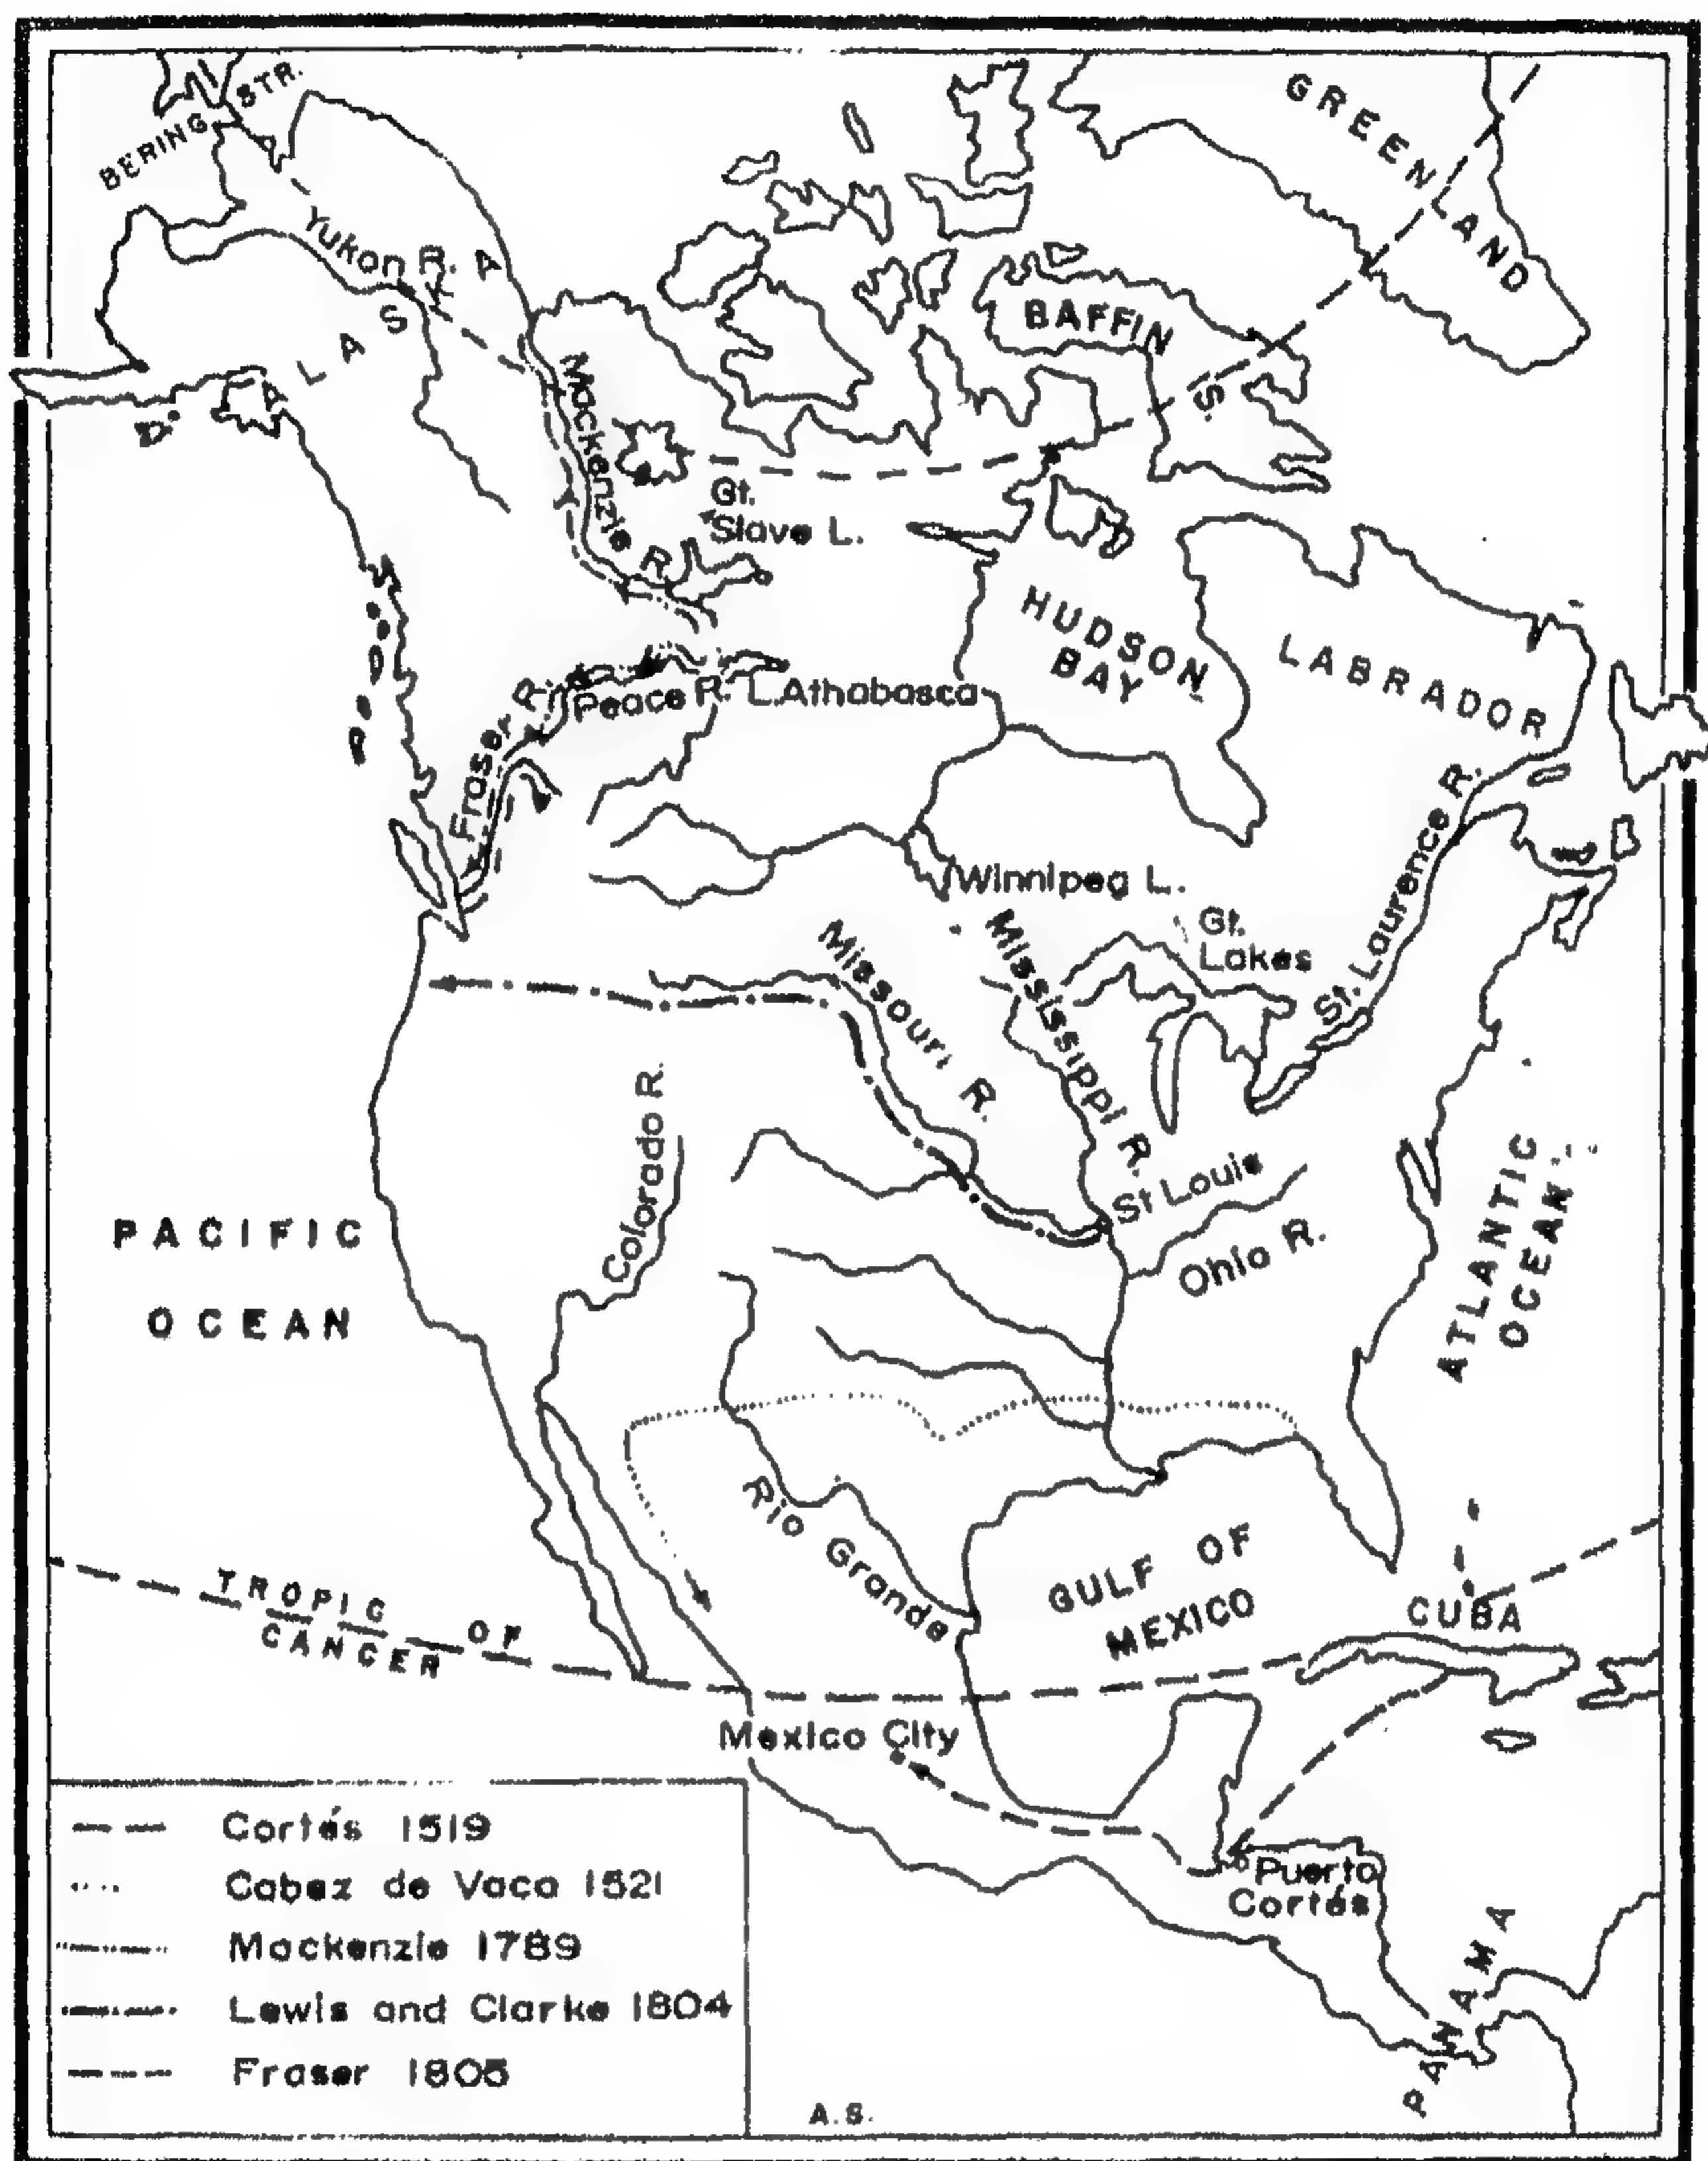 BERING STR.
GREENLAND
Yukon R.
ALASKA
BAFFIN IS.
Mackenzie R.
Gt.
Slave L.
HUDSON
BAY
LABRADOR
Peace R.
L. Athabasca
Fraser R.
Winnipeg L.
Gt.
Lakes
St. Laurence R.
Missouri R.
Mississippi R.
Colorado R.
St Louis
Ohio R.
PACIFIC
OCEAN
ATLANTIC
OCEAN
Rio Grande
GULF OF
MEXICO
TROPIC OF
CANCER
CUBA
Mexico City
Puerto
Cortés
PANAMA
Cortés 1519
Cabez de Vaca 1521
Mackenzie 1789
Lewis and Clarke 1804
Fraser 1805
A.S.